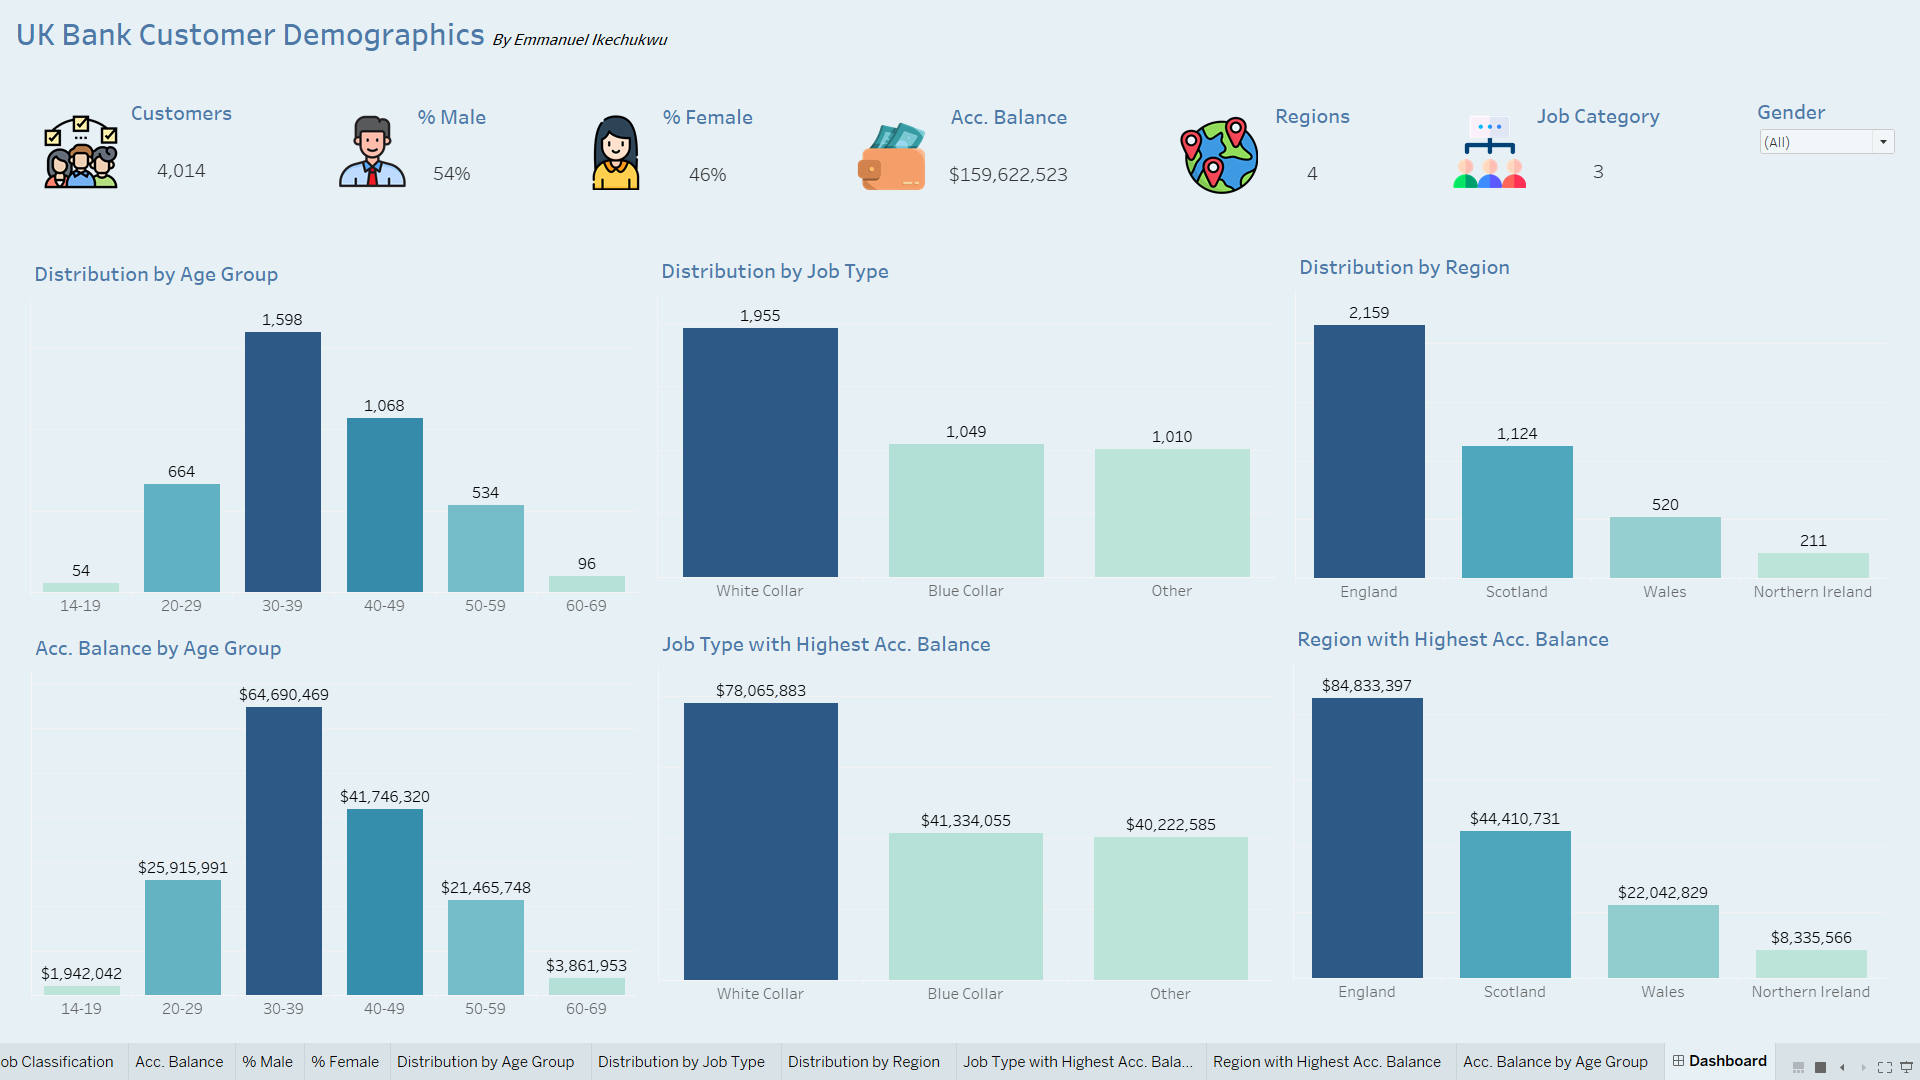 UK Bank Customer Demographics By Emmanuel Ikechukwu
Customers
4,014
% Male
54%
% Female
46%
Acc. Balance
$159,622,523
Regions
4
Job Category
3
Gender
(All)
Distribution by Age Group
1,598
1,068
664
534
54
96
14-19 20-29 30-39 40-49 50-59 60-69
Distribution by Job Type
1,955
1,049
1,010
White Collar Blue Collar Other
Distribution by Region
2,159
1,124
520
211
England Scotland Wales Northern Ireland
Acc. Balance by Age Group
$64,690,469
$41,746,320
$25,915,991
$21,465,748
$1,942,042
$3,861,953
14-19 20-29 30-39 40-49 50-59 60-69
Job Type with Highest Acc. Balance
$78,065,883
$41,334,055
$40,222,585
White Collar Blue Collar Other
Region with Highest Acc. Balance
$84,833,397
$44,410,731
$22,042,829
$8,335,566
England Scotland Wales Northern Ireland
ob Classification Acc. Balance % Male % Female Distribution by Age Group Distribution by Job Type Distribution by Region Job Type with Highest Acc. Bala... Region with Highest Acc. Balance Acc. Balance by Age Group Dashboard